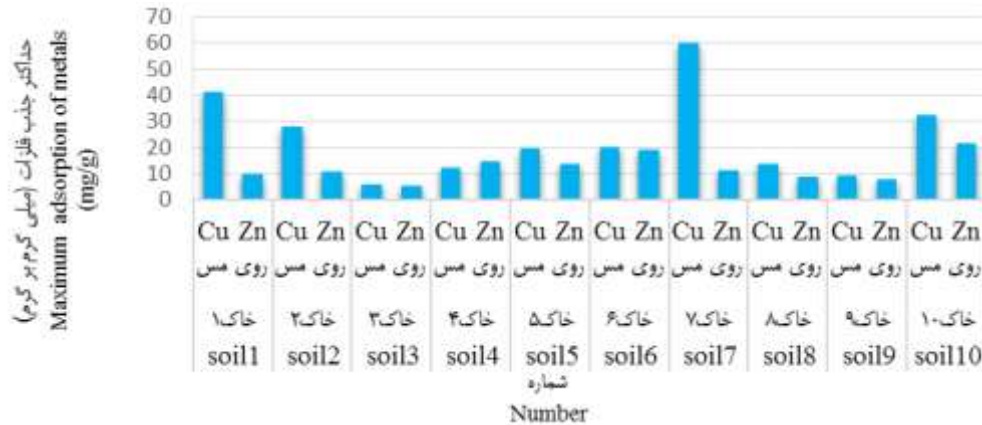 حداکثر جذب فلزات (میلی گرم بر گرم)
Maximum adsorption of metals
(mg/g)
70
60
50
40
30
20
10
0
Cu Zn Cu Zn Cu Zn Cu Zn Cu Zn Cu Zn Cu Zn Cu Zn Cu Zn Cu Zn
مس روی مس روی مس روی مس روی مس روی مس روی مس روی مس روی مس روی مس روی
خاک۱ خاک۲ خاک۳ خاک۴ خاک۵ خاک۶ خاک۷ خاک۸ خاک۹ خاک۱۰
soil1 soil2 soil3 soil4 soil5 soil6 soil7 soil8 soil9 soil10
شماره
Number